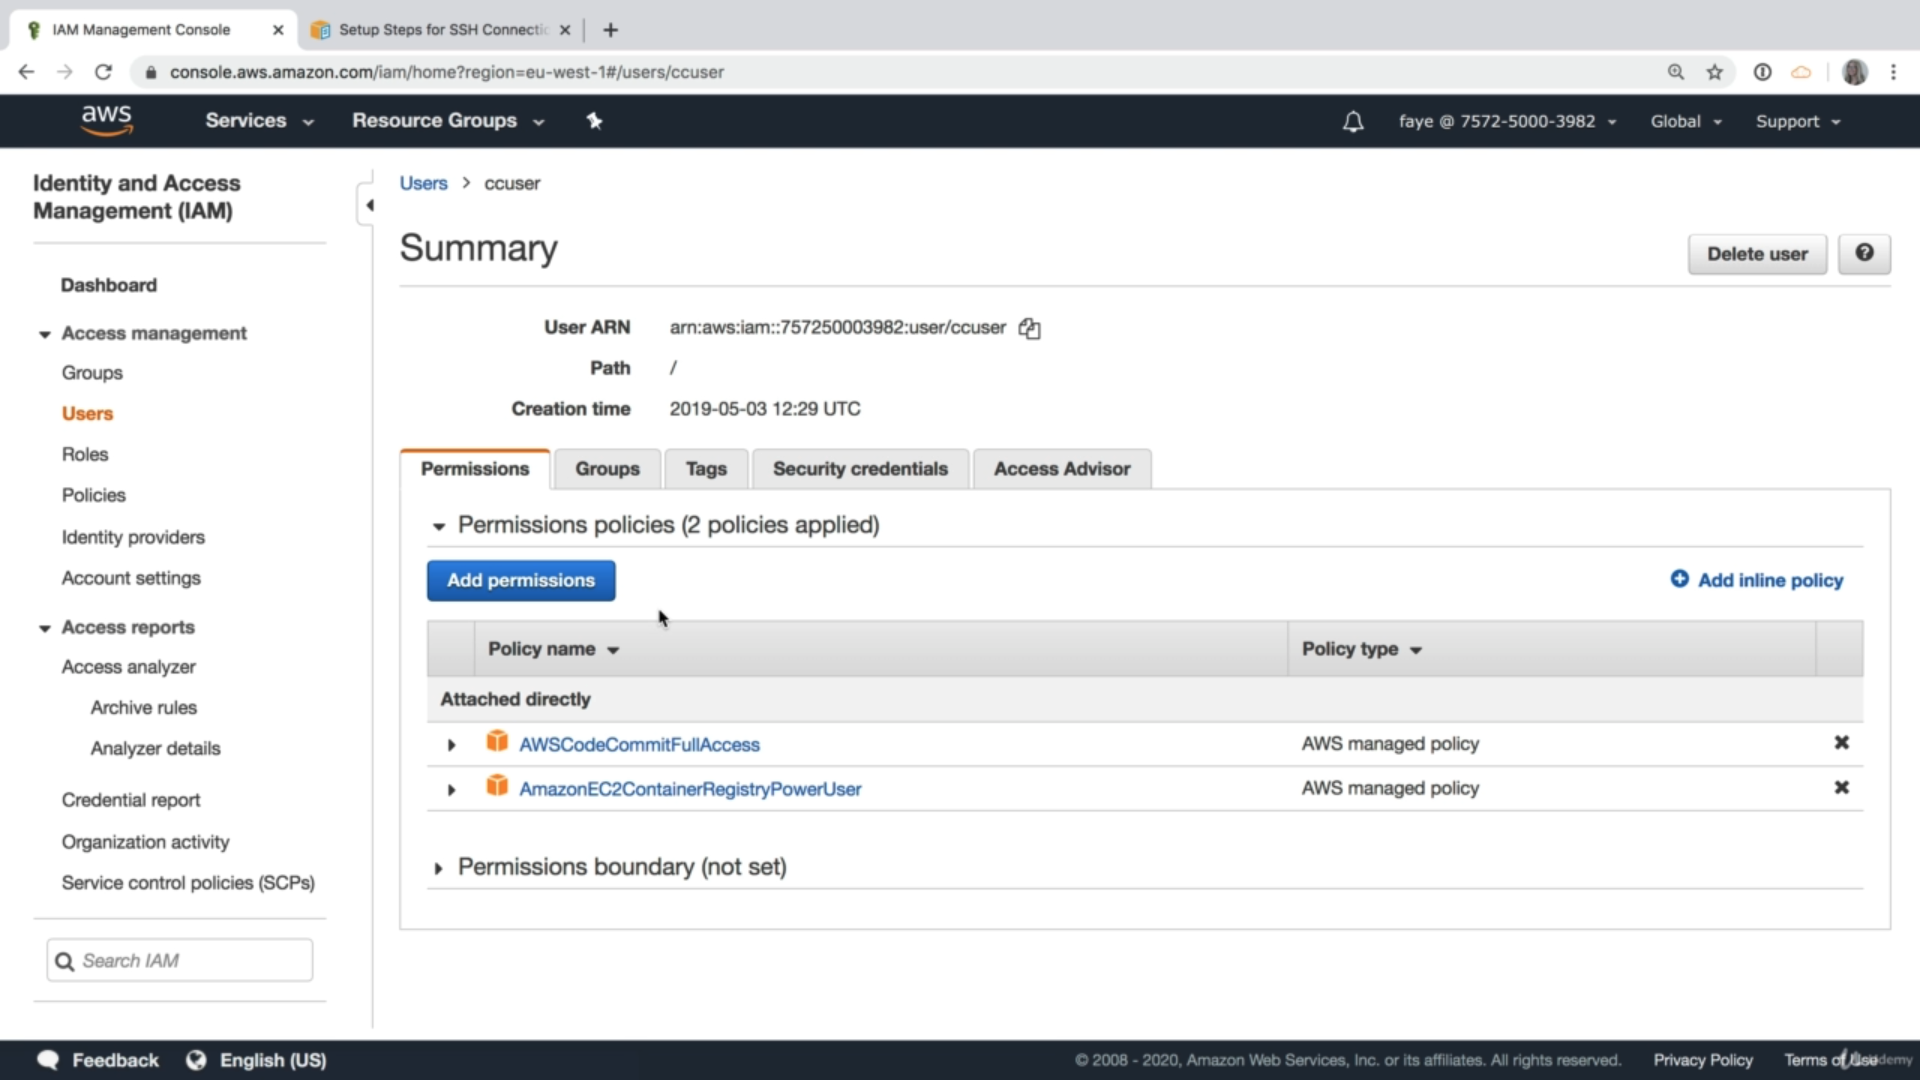 IAM Management Console
Setup Steps for SSH Connectio
console.aws.amazon.com/iam/home?region=eu-west-1#/users/ccuser
aws
Services
Resource Groups
faye @ 7572-5000-3982
Global
Support
Identity and Access
Management (IAM)
Dashboard
Access management
Groups
Users
Roles
Policies
Identity providers
Account settings
Access reports
Access analyzer
Archive rules
Analyzer details
Credential report
Organization activity
Service control policies (SCPs)
Search IAM
Users > ccuser
Summary
Delete user
User ARN arn:aws:iam::757250003982:user/ccuser
Path /
Creation time 2019-05-03 12:29 UTC
Permissions
Groups
Tags
Security credentials
Access Advisor
Permissions policies (2 policies applied)
Add permissions
Add inline policy
Policy name
Policy type
Attached directly
AWSCodeCommitFullAccess AWS managed policy
AmazonEC2ContainerRegistryPowerUser AWS managed policy
Permissions boundary (not set)
Feedback
English (US)
© 2008 - 2020, Amazon Web Services, Inc. or its affiliates. All rights reserved.
Privacy Policy
Terms of Use